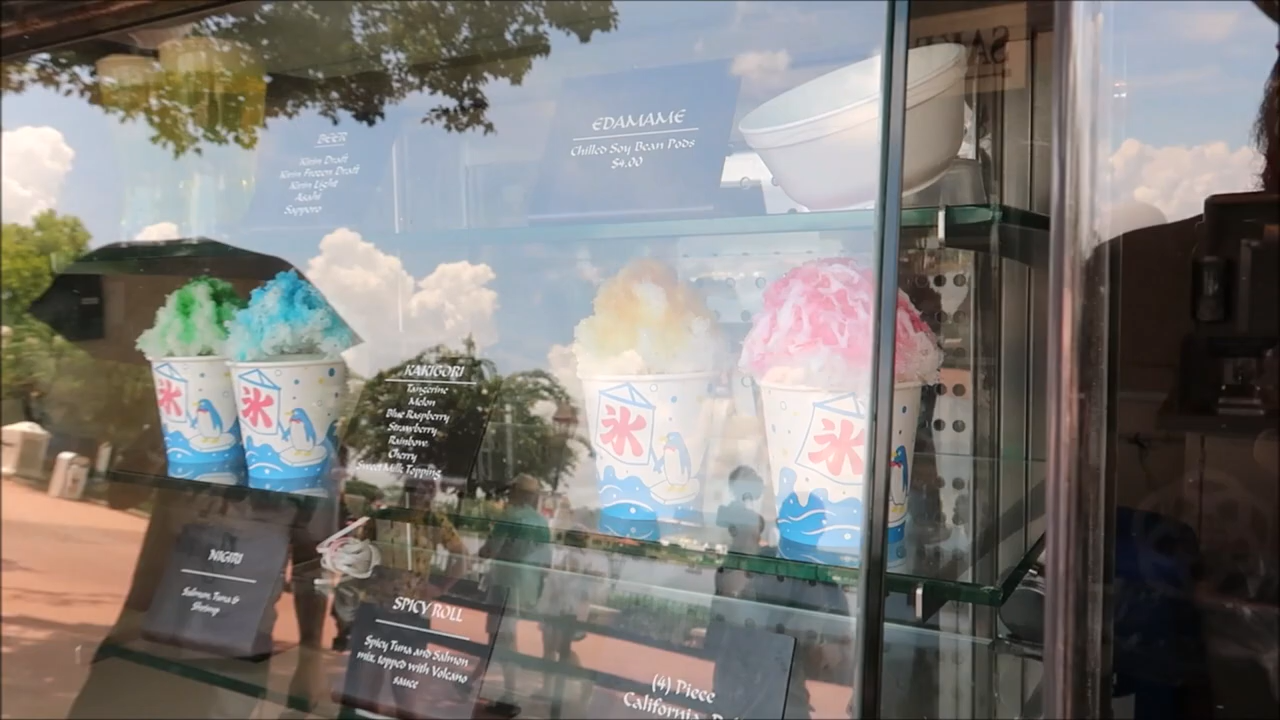 SAKE
BEER
Kirin Draft
Kirin Frozen Draft
Kirin Light
Asahi
Sapporo
EDAMAME
Chilled Soy Bean Pods
$4.00
氷
氷
氷
氷
KAKIGORI
Tangerine
Melon
Blue Raspberry
Strawberry
Rainbow
Cherry
Sweet Milk Topping
NIGIRI
Salmon, Tuna &
Shrimp
SPICY ROLL
Spicy Tuna and Salmon
mix, topped with Volcano
sauce
(4) Piece
California